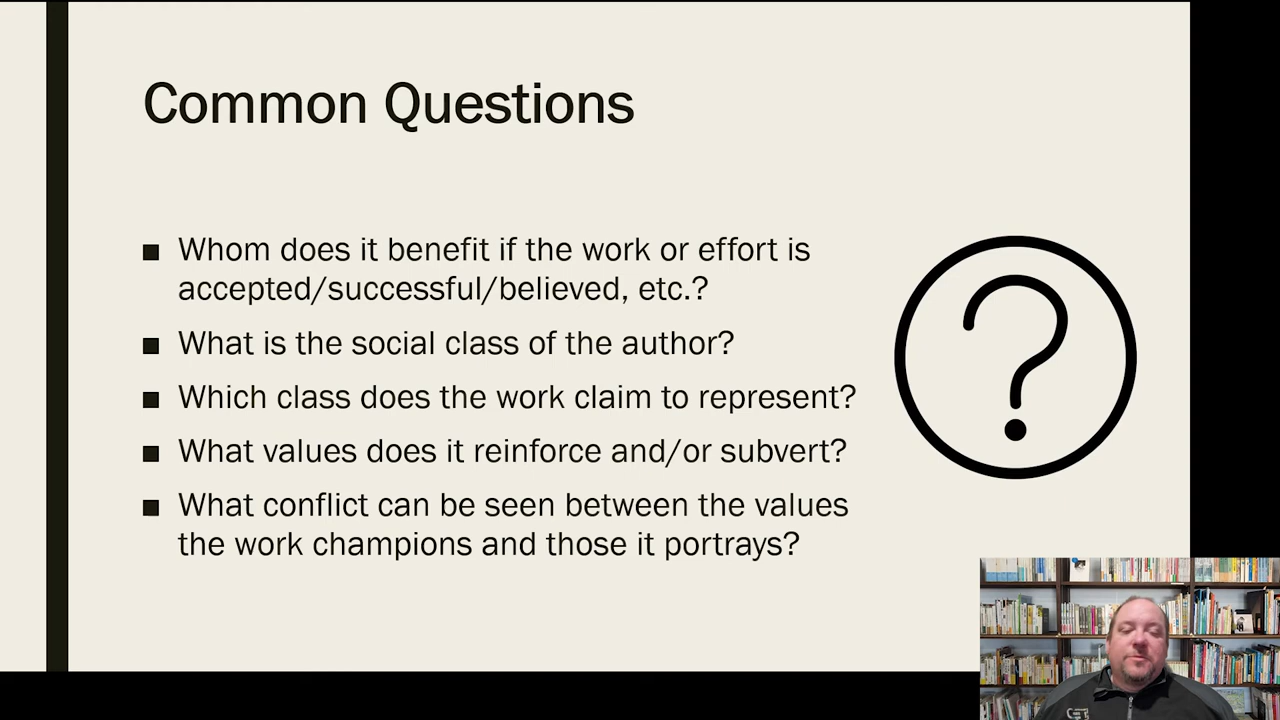 Common Questions
■ Whom does it benefit if the work or effort is
accepted/successful/believed, etc.?
■ What is the social class of the author?
■ Which class does the work claim to represent?
■ What values does it reinforce and/or subvert?
■ What conflict can be seen between the values
the work champions and those it portrays?
?